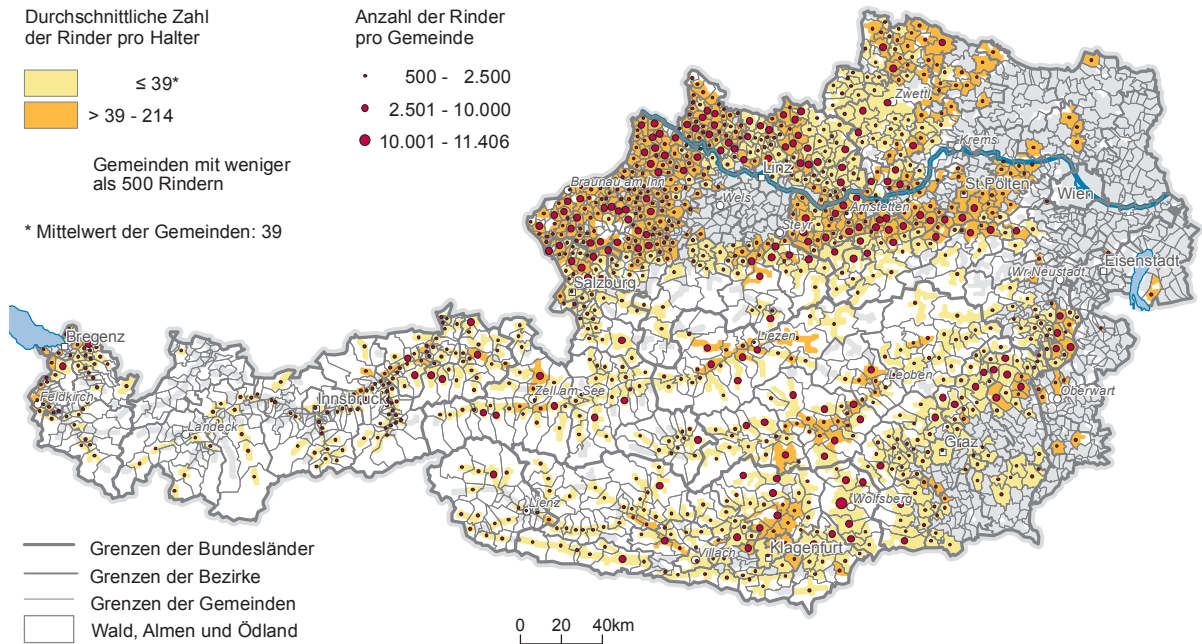 Durchschnittliche Zahl
der Rinder pro Halter
≤ 39*
> 39 - 214
Gemeinden mit weniger
als 500 Rindern
* Mittelwert der Gemeinden: 39
Anzahl der Rinder
pro Gemeinde
500 - 2.500
2.501 - 10.000
10.001 - 11.406
Zwettl
Krems
Linz
Braunau am Inn
St.Pölten
Wels
Wien
Amstetten
Steyr
Eisenstadt
Wr.Neustadt
Salzburg
Bregenz
Liezen
Leoben
Zell am See
Oberwart
Feldkirch
Innsbruck
Landeck
Graz
Wolfsberg
Lienz
Klagenfurt
Villach
Grenzen der Bundesländer
Grenzen der Bezirke
Grenzen der Gemeinden
Wald, Almen und Ödland
0 20 40km